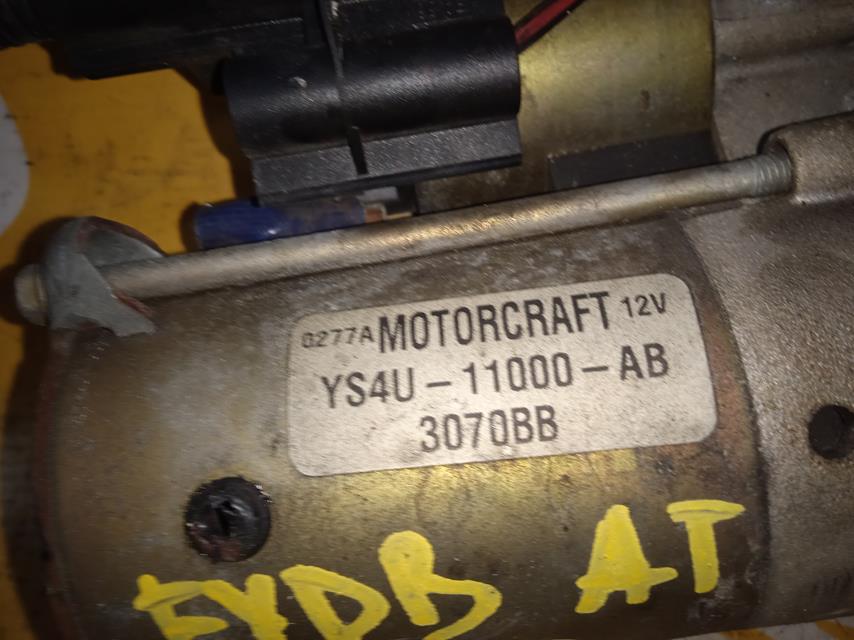 0277A MOTORCRAFT 12V
YS4U-11000-AB
3070BB
FYDB AT